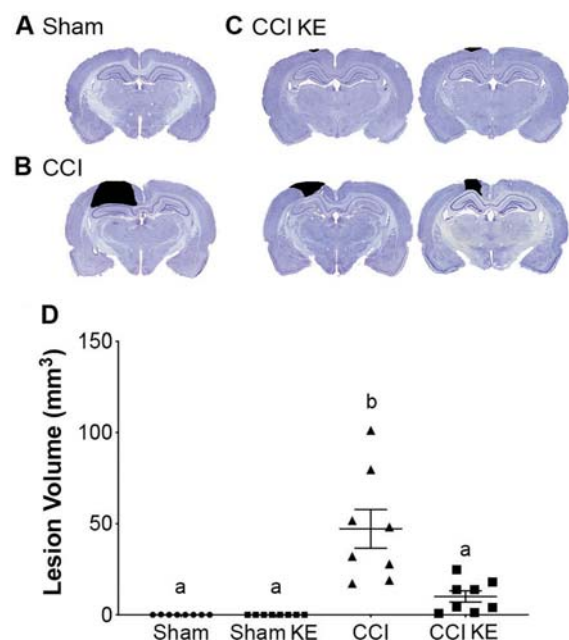 A Sham
C CCI KE
B CCI
D
Lesion Volume (mm³)
150
100
50
0
a
a
b
a
Sham
Sham KE
CCI
CCI KE